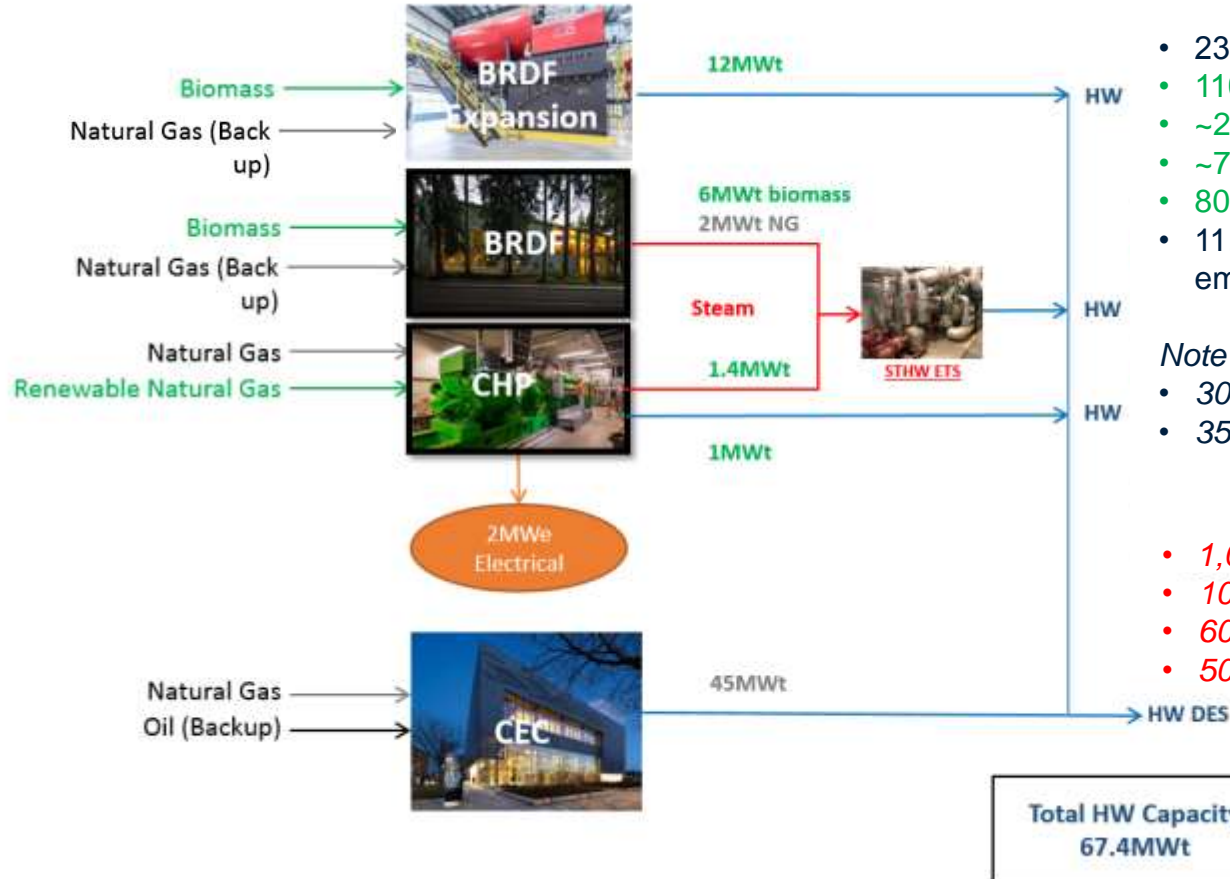 Biomass
Natural Gas (Back
up)
BRDF
Expansion
12MWt
HW
Biomass
Natural Gas (Back
up)
BRDF
6MWt biomass
2MWt NG
Steam
STHW ETS
HW
Natural Gas
Renewable Natural Gas
CHP
1.4MWt
1MWt
HW
2MWe
Electrical
Natural Gas
Oil (Backup)
CEC
45MWt
HW DES
Total HW Capacity
67.4MWt
• 23
• 110
• ~2
• ~7
• 80
• 11
em
Note
• 30
• 35
• 1,0
• 10
• 60
• 50